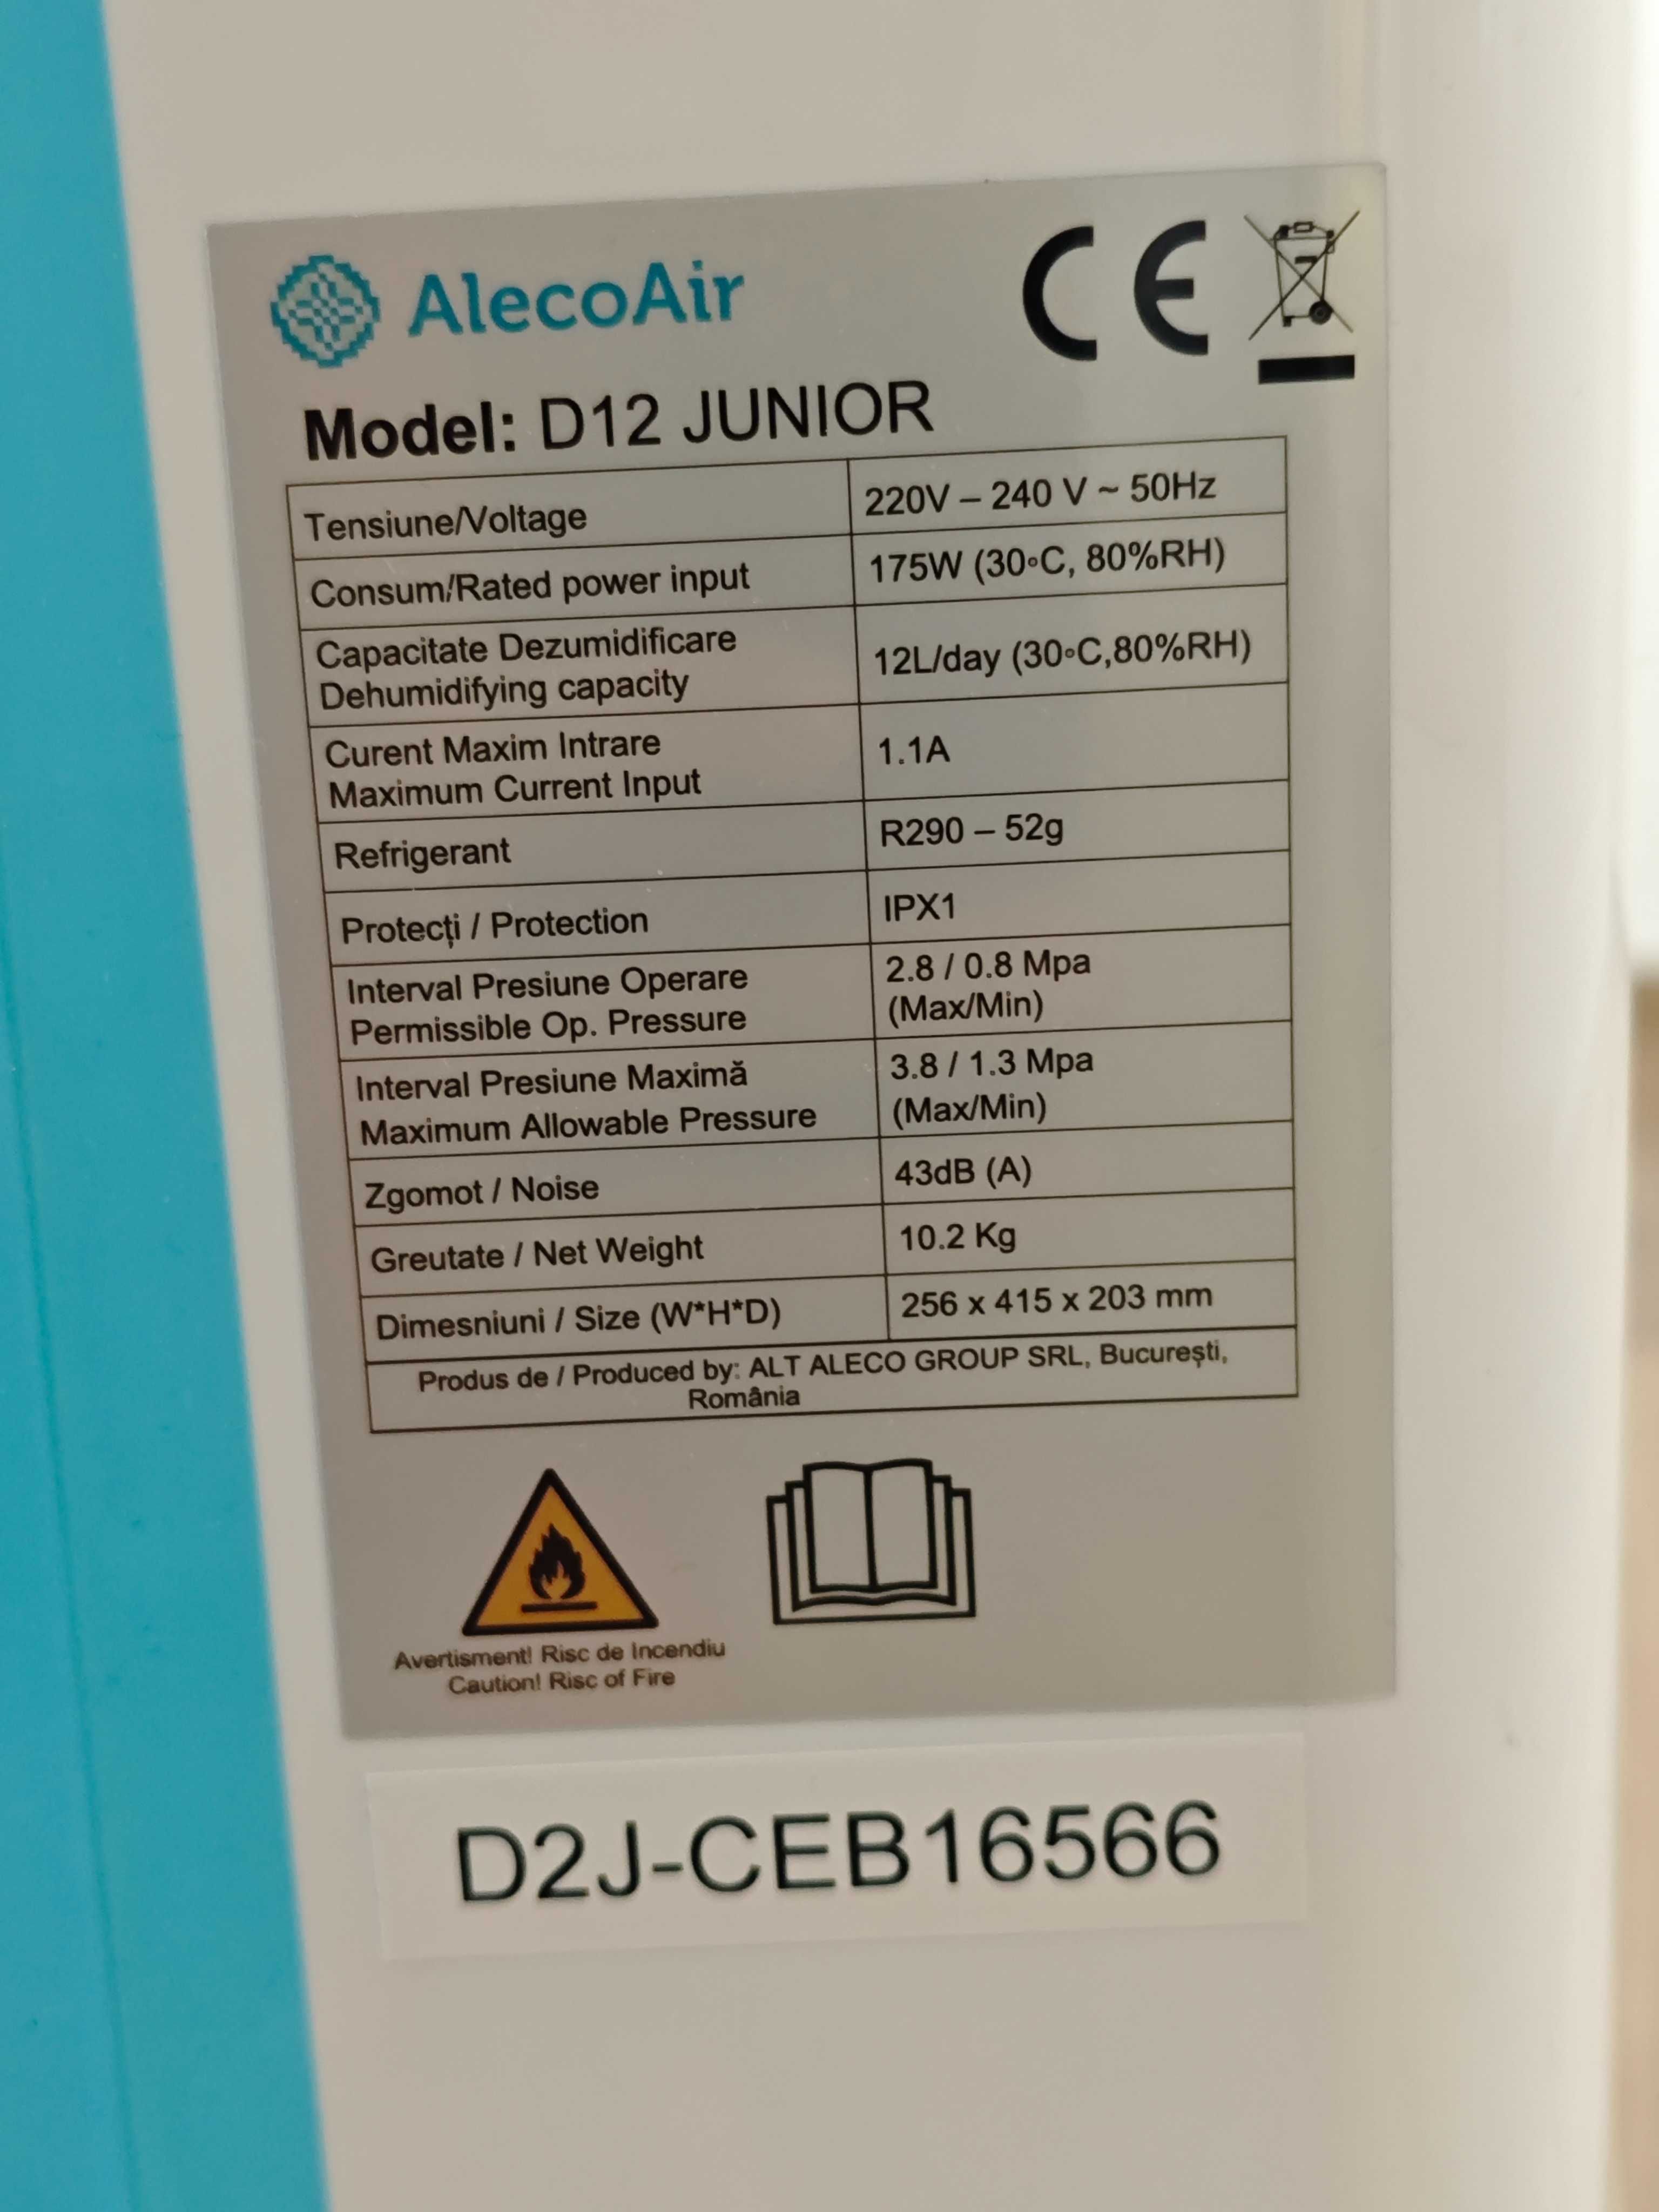 AlecoAir
CE
Model: D12 JUNIOR
Tensiune/Voltage 220V – 240 V ~ 50Hz
Consum/Rated power input 175W (30°C, 80%RH)
Capacitate Dezumidificare
Dehumidifying capacity 12L/day (30°C,80%RH)
Curent Maxim Intrare
Maximum Current Input 1.1A
Refrigerant R290 – 52g
Protecți / Protection IPX1
Interval Presiune Operare 2.8 / 0.8 Mpa
Permissible Op. Pressure (Max/Min)
Interval Presiune Maximă 3.8 / 1.3 Mpa
Maximum Allowable Pressure (Max/Min)
Zgomot / Noise 43dB (A)
Greutate / Net Weight 10.2 Kg
Dimesniuni / Size (W*H*D) 256 x 415 x 203 mm
Produs de / Produced by: ALT ALECO GROUP SRL, București,
România
Avertisment! Risc de Incendiu
Caution! Risc of Fire
D2J-CEB16566